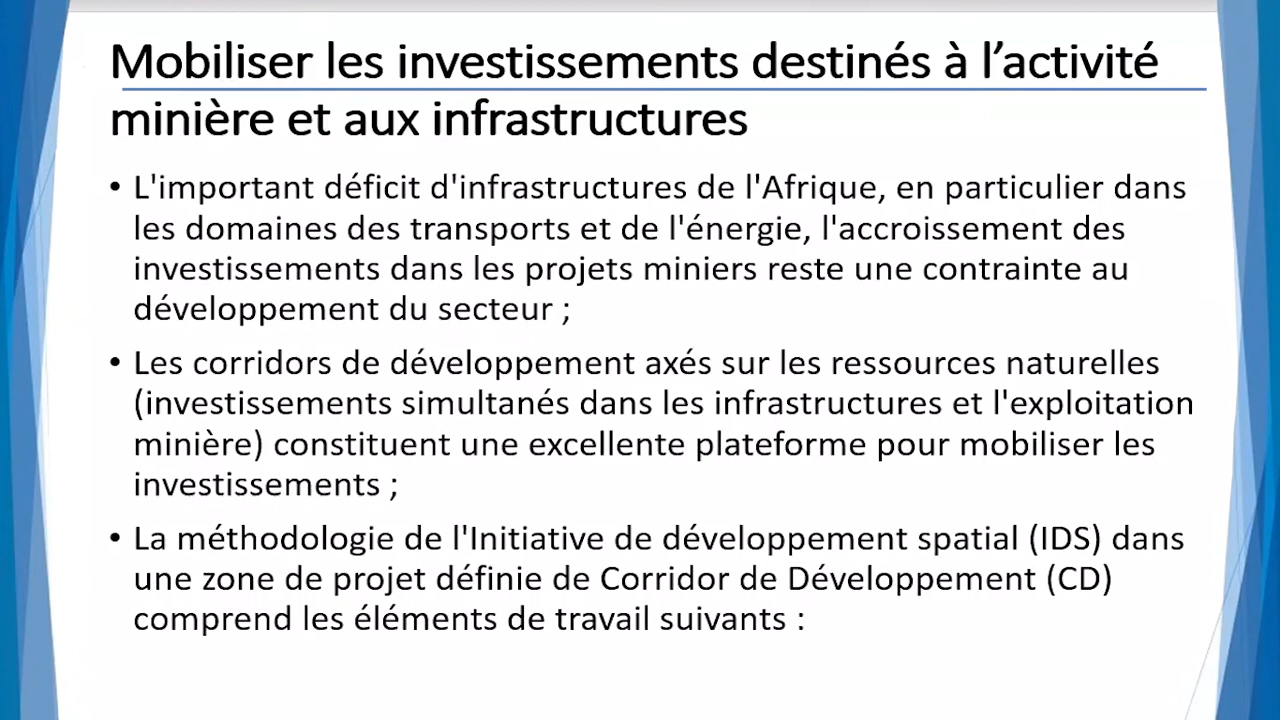 Mobiliser les investissements destinés à l’activité
minière et aux infrastructures
• L'important déficit d'infrastructures de l'Afrique, en particulier dans
les domaines des transports et de l'énergie, l'accroissement des
investissements dans les projets miniers reste une contrainte au
développement du secteur ;
• Les corridors de développement axés sur les ressources naturelles
(investissements simultanés dans les infrastructures et l'exploitation
minière) constituent une excellente plateforme pour mobiliser les
investissements ;
• La méthodologie de l'Initiative de développement spatial (IDS) dans
une zone de projet définie de Corridor de Développement (CD)
comprend les éléments de travail suivants :